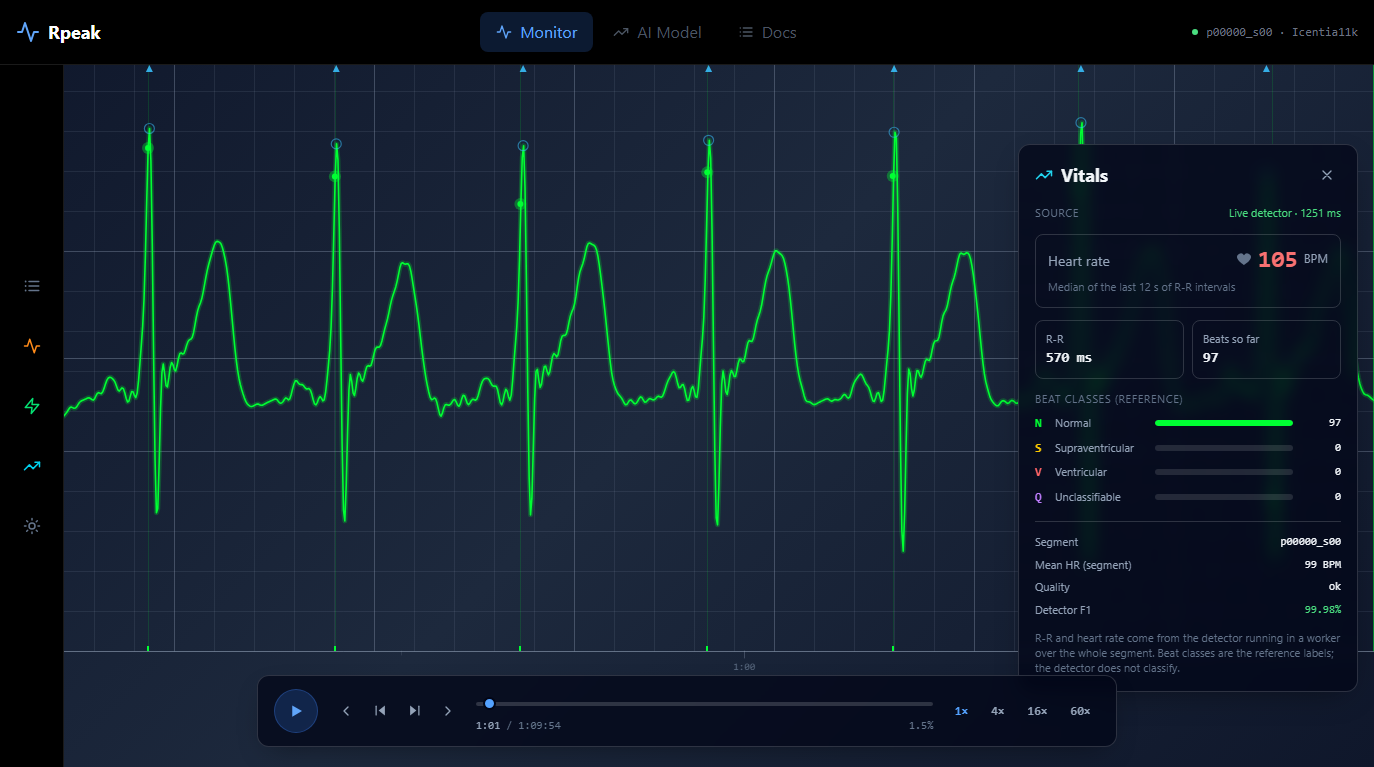 Rpeak
Monitor
AI Model
Docs
p00000_s00 · Icentia11k
Vitals
SOURCE
Live detector · 1251 ms
Heart rate
105 BPM
Median of the last 12 s of R-R intervals
R-R
570 ms
Beats so far
97
BEAT CLASSES (REFERENCE)
N Normal 97
S Supraventricular 0
V Ventricular 0
Q Unclassifiable 0
Segment p00000_s00
Mean HR (segment) 99 BPM
Quality ok
Detector F1 99.98%
R-R and heart rate come from the detector running in a worker
over the whole segment. Beat classes are the reference labels;
the detector does not classify.
1:00
1:01 / 1:09:54
1.5%
1x 4x 16x 60x